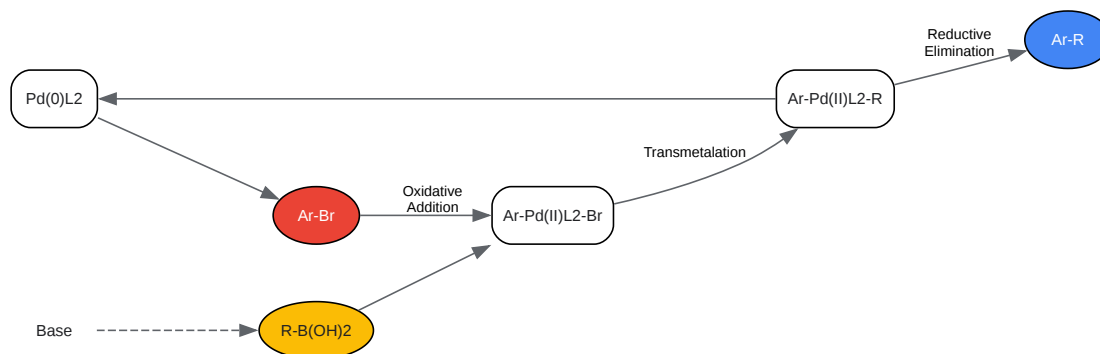 Reductive
Elimination
Ar-R
Pd(0)L2
Ar-Pd(II)L2-R
Transmetalation
Oxidative
Addition
Ar-Br
Ar-Pd(II)L2-Br
Base
R-B(OH)2